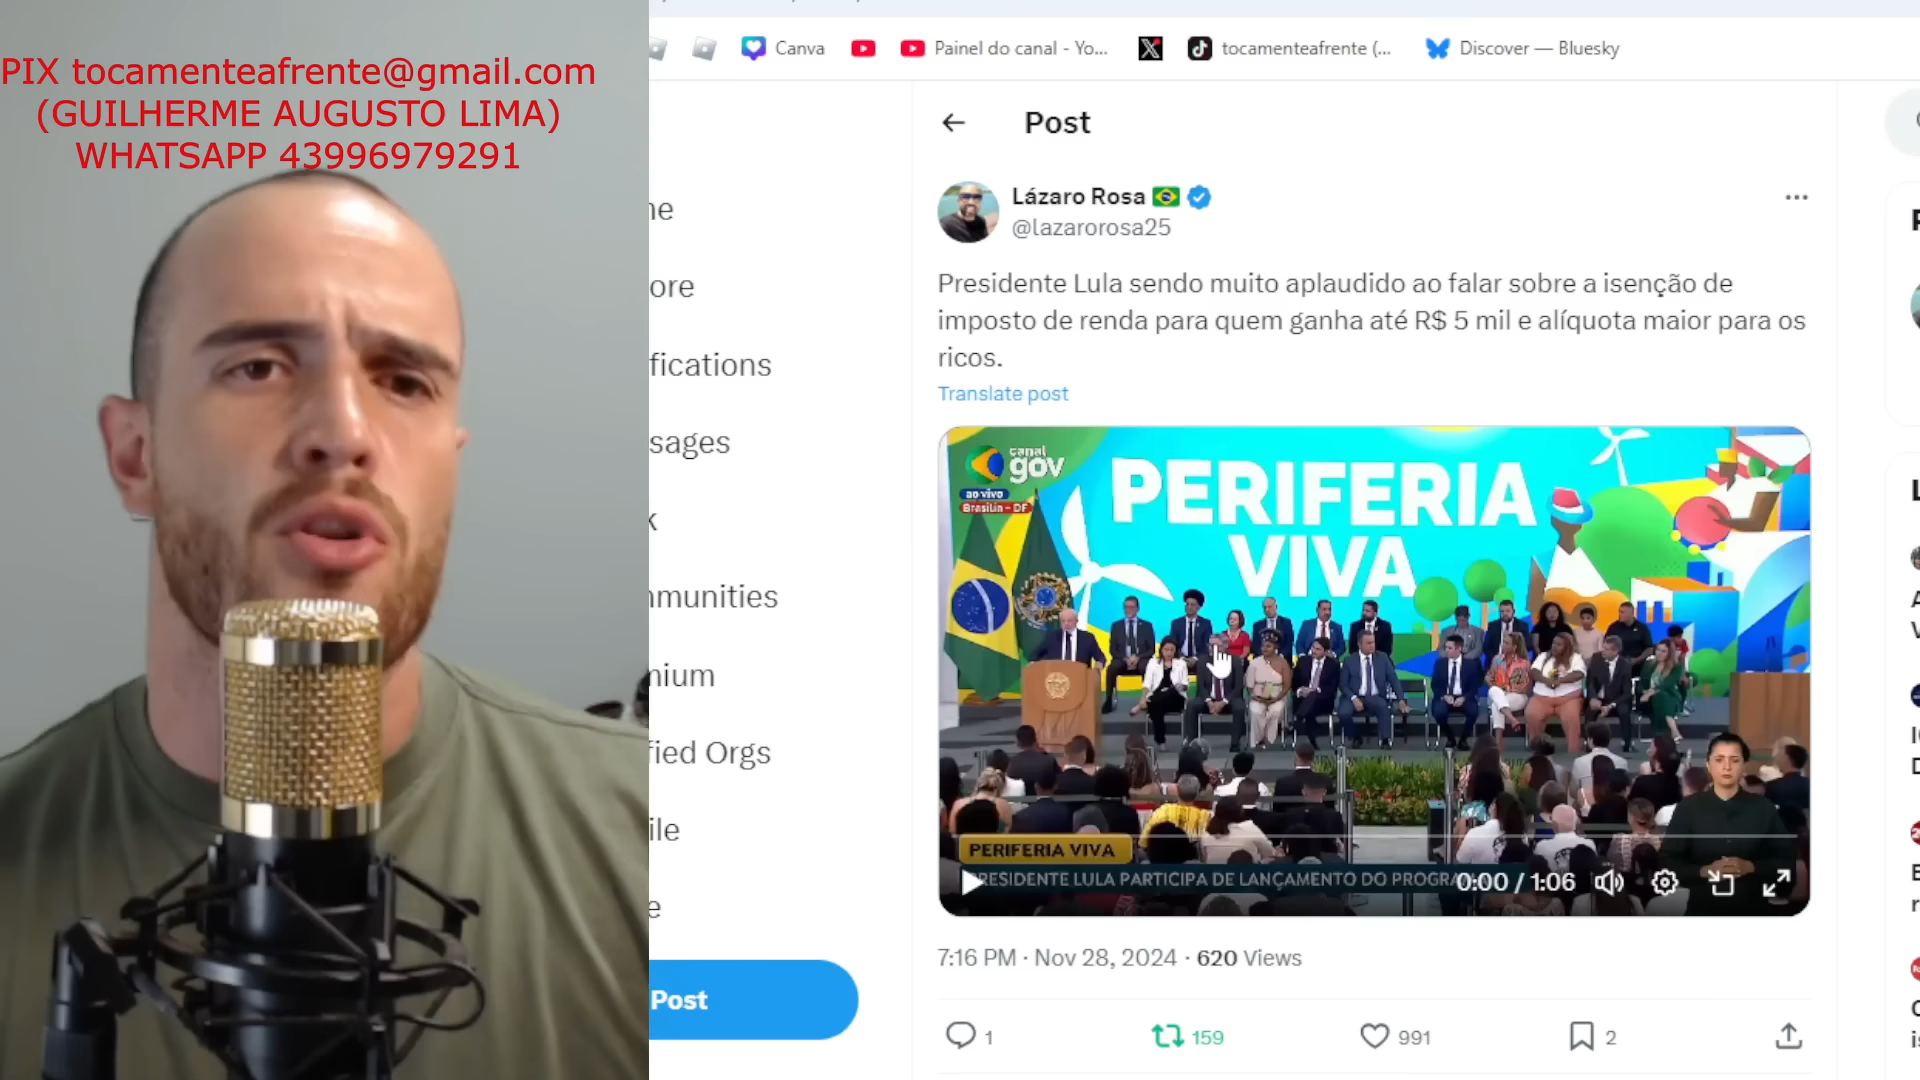 PIX tocamenteafrente@gmail.com
(GUILHERME AUGUSTO LIMA)
WHATSAPP 43996979291
Canva
Painel do canal - Yo...
tocamenteafrente (...
Discover — Bluesky
Post
Lázaro Rosa
@lazarorosa25
Presidente Lula sendo muito aplaudido ao falar sobre a isenção de
imposto de renda para quem ganha até R$ 5 mil e alíquota maior para os
ricos.
Translate post
canal
gov
ao vivo
Brasília - DF
PERIFERIA
VIVA
PERIFERIA VIVA
RESIDENTE LULA PARTICIPA DE LANÇAMENTO DO PROGRA
0:00 / 1:06
7:16 PM · Nov 28, 2024 · 620 Views
1
159
991
2
ne
ore
fications
sages
k
munities
nium
fied Orgs
ile
e
Post